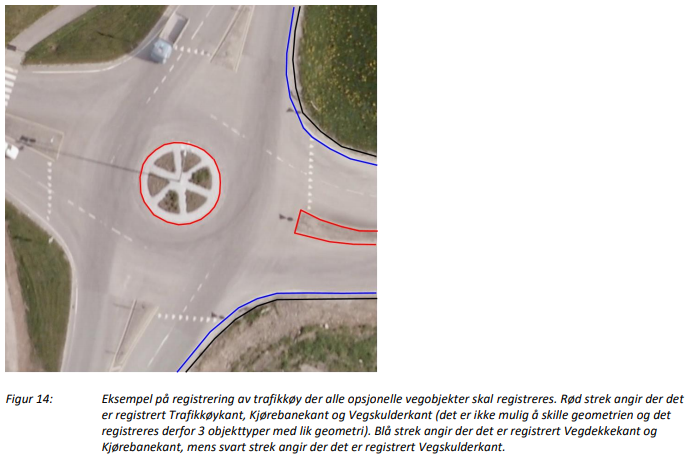 Figur 14: Eksempel på registrering av trafikkøy der alle opsjonelle vegobjekter skal registreres. Rød strek angir der det
er registrert Trafikkøykant, Kjørebanekant og Vegskulderkant (det er ikke mulig å skille geometrien og det
registreres derfor 3 objekttyper med lik geometri). Blå strek angir der det er registrert Vegdekkekant og
Kjørebanekant, mens svart strek angir der det er registrert Vegskulderkant.